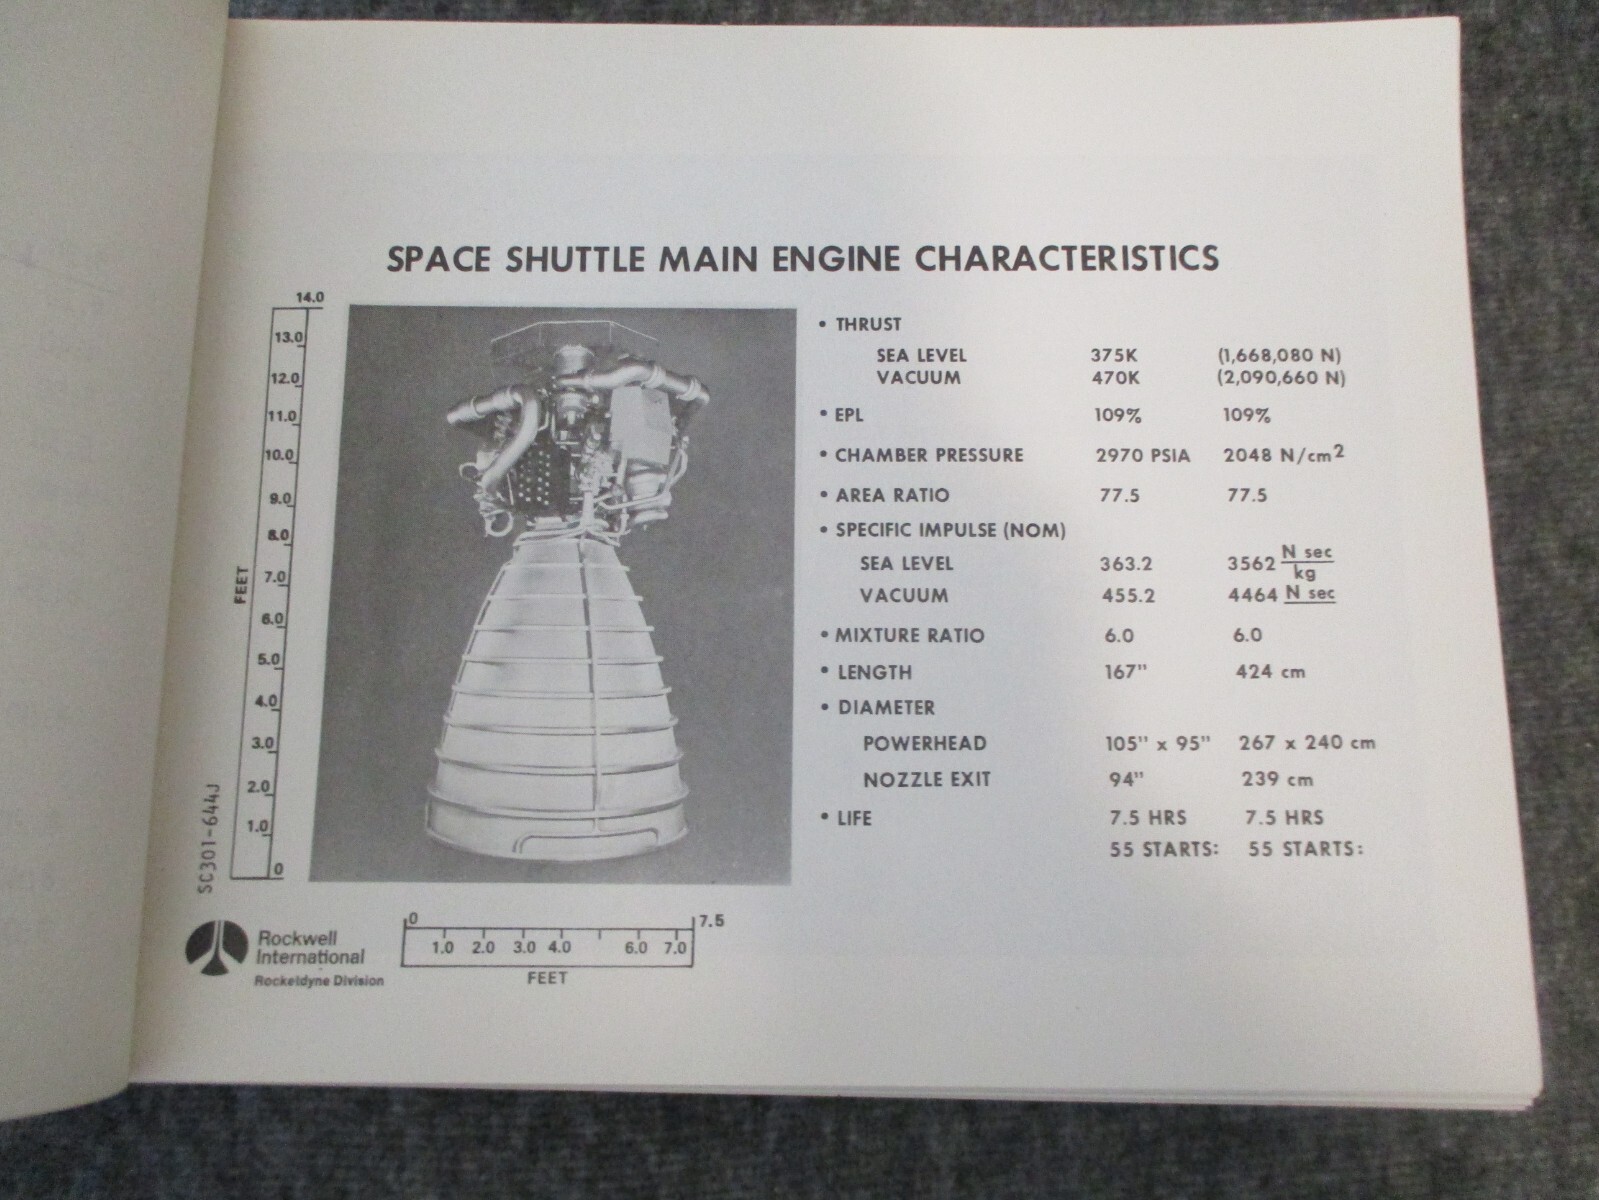 SPACE SHUTTLE MAIN ENGINE CHARACTERISTICS
14.0
13.0
12.0
11.0
10.0
9.0
8.0
7.0
6.0
5.0
4.0
3.0
2.0
1.0
0
FEET
SC301-644J
• THRUST
SEA LEVEL 375K (1,668,080 N)
VACUUM 470K (2,090,660 N)
• EPL 109% 109%
• CHAMBER PRESSURE 2970 PSIA 2048 N/cm2
• AREA RATIO 77.5 77.5
• SPECIFIC IMPULSE (NOM)
SEA LEVEL 363.2 3562 N sec
kg
VACUUM 455.2 4464 N sec
• MIXTURE RATIO 6.0 6.0
• LENGTH 167" 424 cm
• DIAMETER
POWERHEAD 105" x 95" 267 x 240 cm
NOZZLE EXIT 94" 239 cm
• LIFE 7.5 HRS 7.5 HRS
55 STARTS: 55 STARTS:
Rockwell
International
Rocketdyne Division
0 7.5
1.0 2.0 3.0 4.0 6.0 7.0
FEET